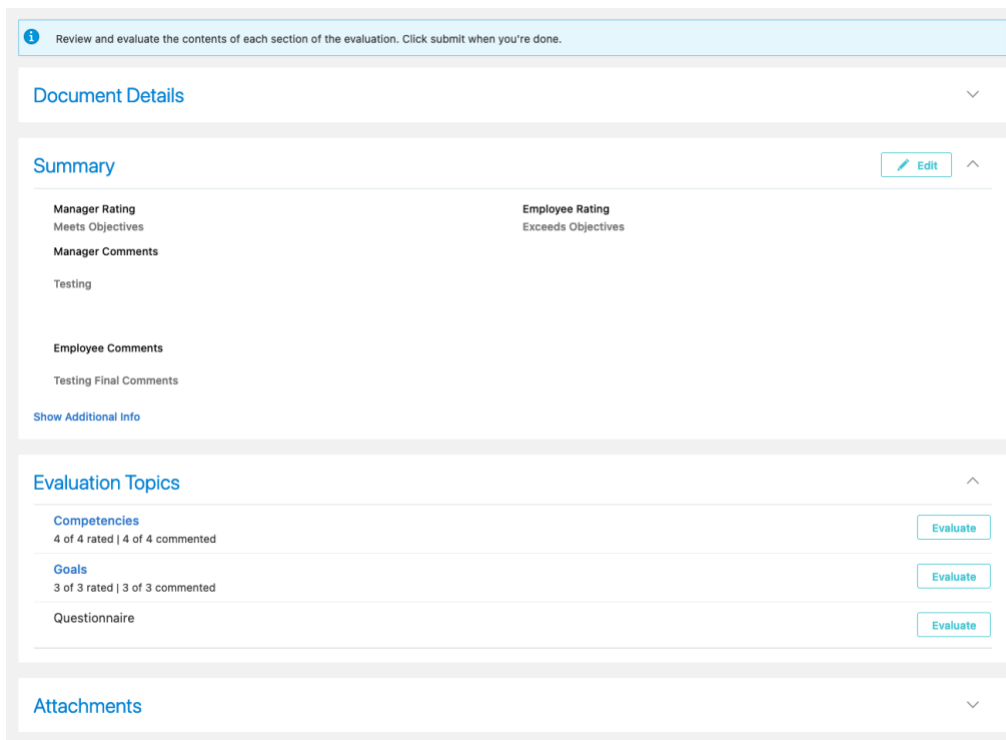 Review and evaluate the contents of each section of the evaluation. Click submit when you're done.
Document Details
Summary
Edit
Manager Rating
Meets Objectives
Employee Rating
Exceeds Objectives
Manager Comments
Testing
Employee Comments
Testing Final Comments
Show Additional Info
Evaluation Topics
Competencies
4 of 4 rated | 4 of 4 commented
Evaluate
Goals
3 of 3 rated | 3 of 3 commented
Evaluate
Questionnaire
Evaluate
Attachments